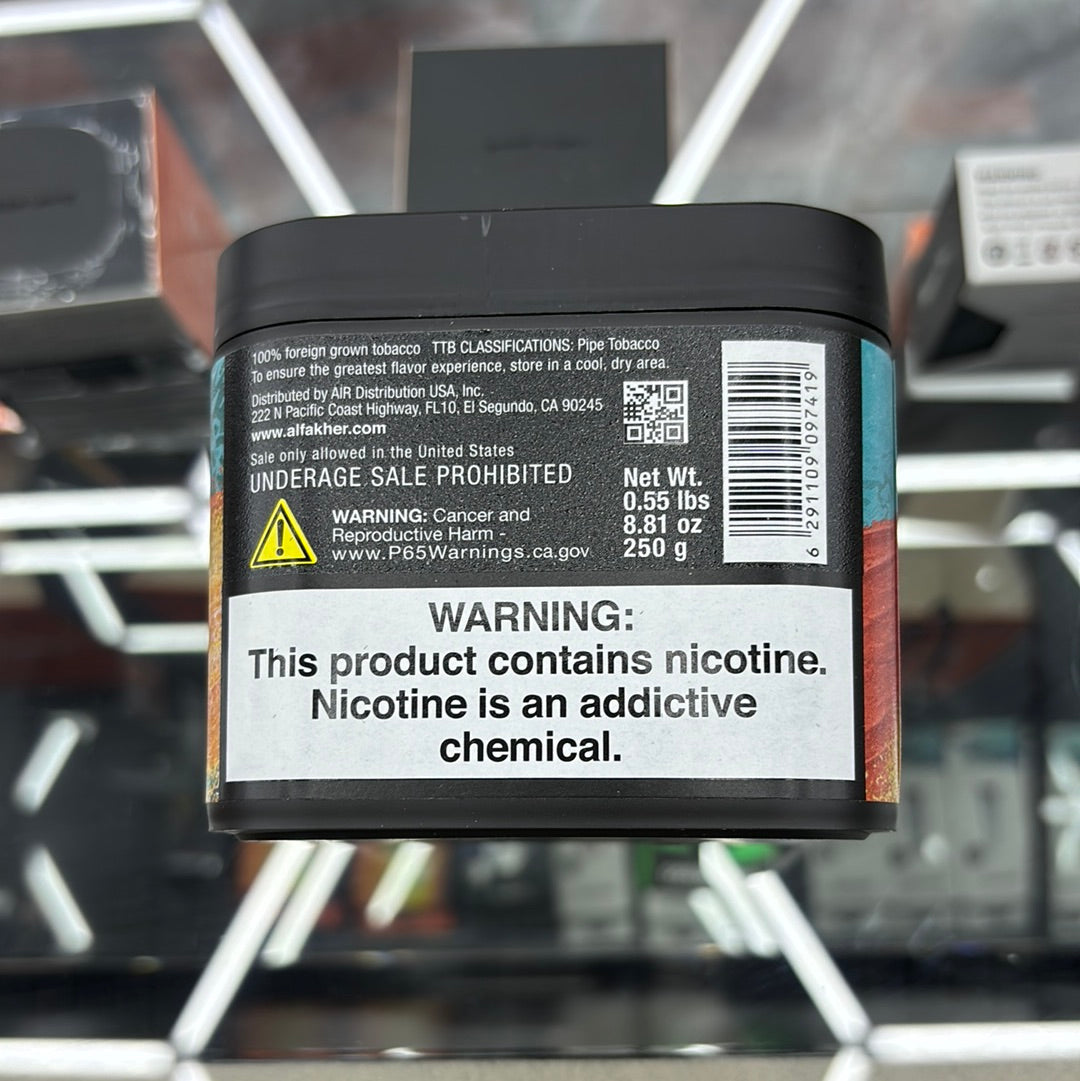 100% foreign grown tobacco TTB CLASSIFICATIONS: Pipe Tobacco
To ensure the greatest flavor experience, store in a cool, dry area.
Distributed by AIR Distribution USA, Inc.
222 N Pacific Coast Highway, FL10, El Segundo, CA 90245
www.alfakher.com
Sale only allowed in the United States
UNDERAGE SALE PROHIBITED
WARNING: Cancer and
Reproductive Harm -
www.P65Warnings.ca.gov
Net Wt.
0.55 lbs
8.81 oz
250 g
6 291109 097419
WARNING:
This product contains nicotine.
Nicotine is an addictive
chemical.